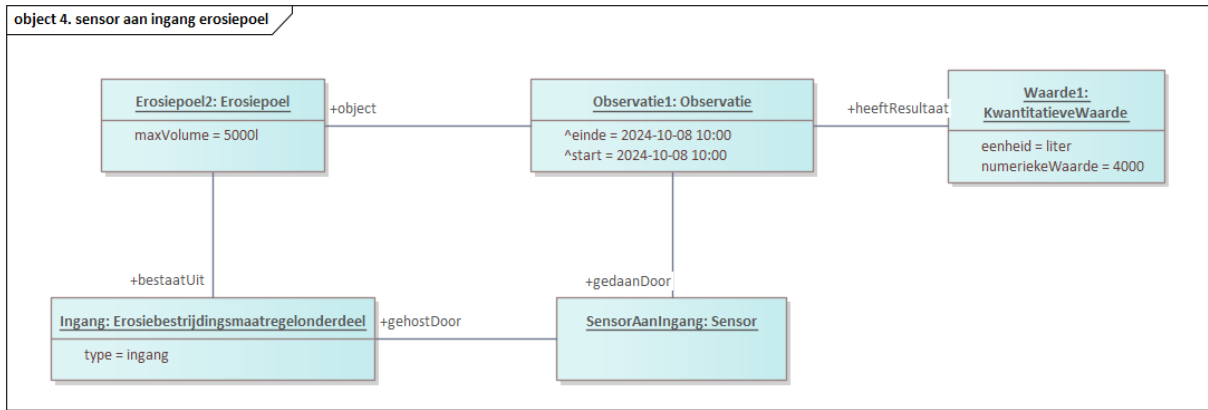 object 4. sensor aan ingang erosiepoel
Erosiepoel2: Erosiepoel
maxVolume = 5000l
+object
Observatie1: Observatie
^einde = 2024-10-08 10:00
^start = 2024-10-08 10:00
+heeftResultaat
Waarde1:
KwantitatieveWaarde
eenheid = liter
numeriekeWaarde = 4000
+bestaatUit
+gedaanDoor
Ingang: Erosiebestrijdingsmaatregelonderdeel
type = ingang
+gehostDoor
SensorAanIngang: Sensor